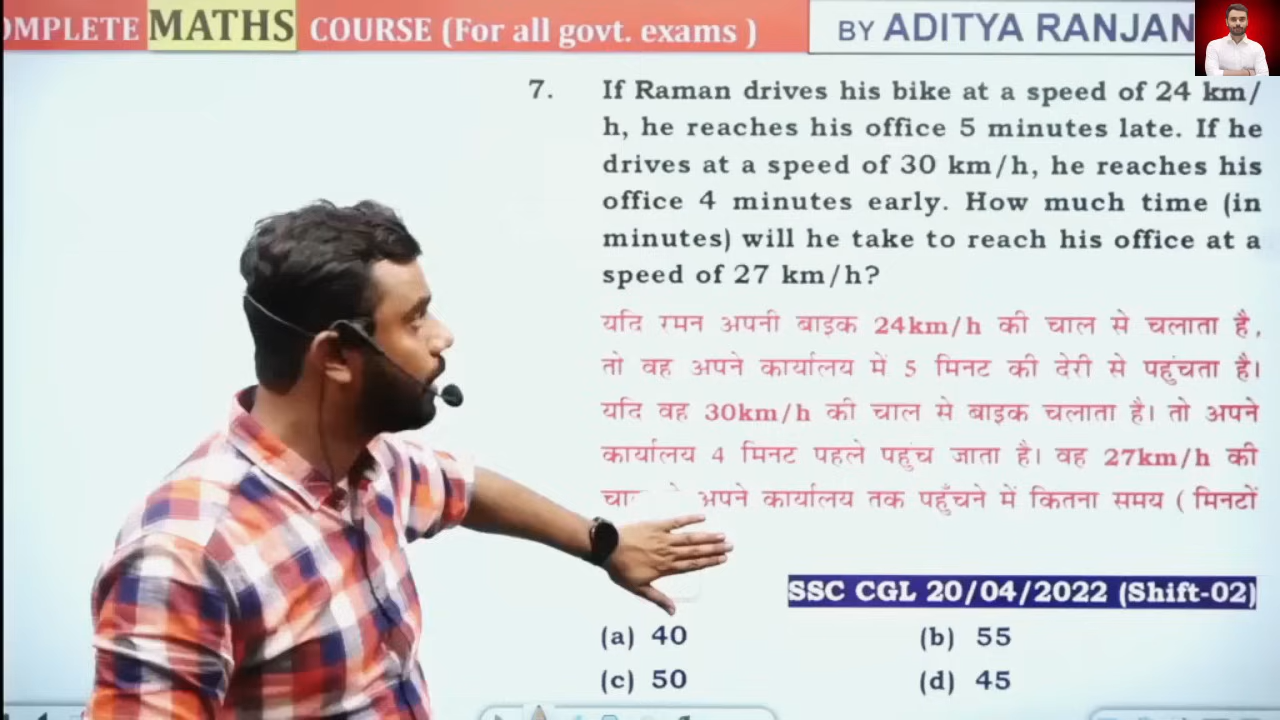 OMPLETE MATHS COURSE (For all govt. exams )
BY ADITYA RANJAN
7. If Raman drives his bike at a speed of 24 km/
h, he reaches his office 5 minutes late. If he
drives at a speed of 30 km/h, he reaches his
office 4 minutes early. How much time (in
minutes) will he take to reach his office at a
speed of 27 km/h?
यदि रमन अपनी बाइक 24km/h की चाल से चलाता है,
तो वह अपने कार्यालय में 5 मिनट की देरी से पहुंचता है।
यदि वह 30km/h की चाल से बाइक चलाता है। तो अपने
कार्यालय 4 मिनट पहले पहुंच जाता है। वह 27km/h की
अपने कार्यालय तक पहुँचने में कितना समय ( मिनटों
SSC CGL 20/04/2022 (Shift-02)
(a) 40 (b) 55
(c) 50 (d) 45